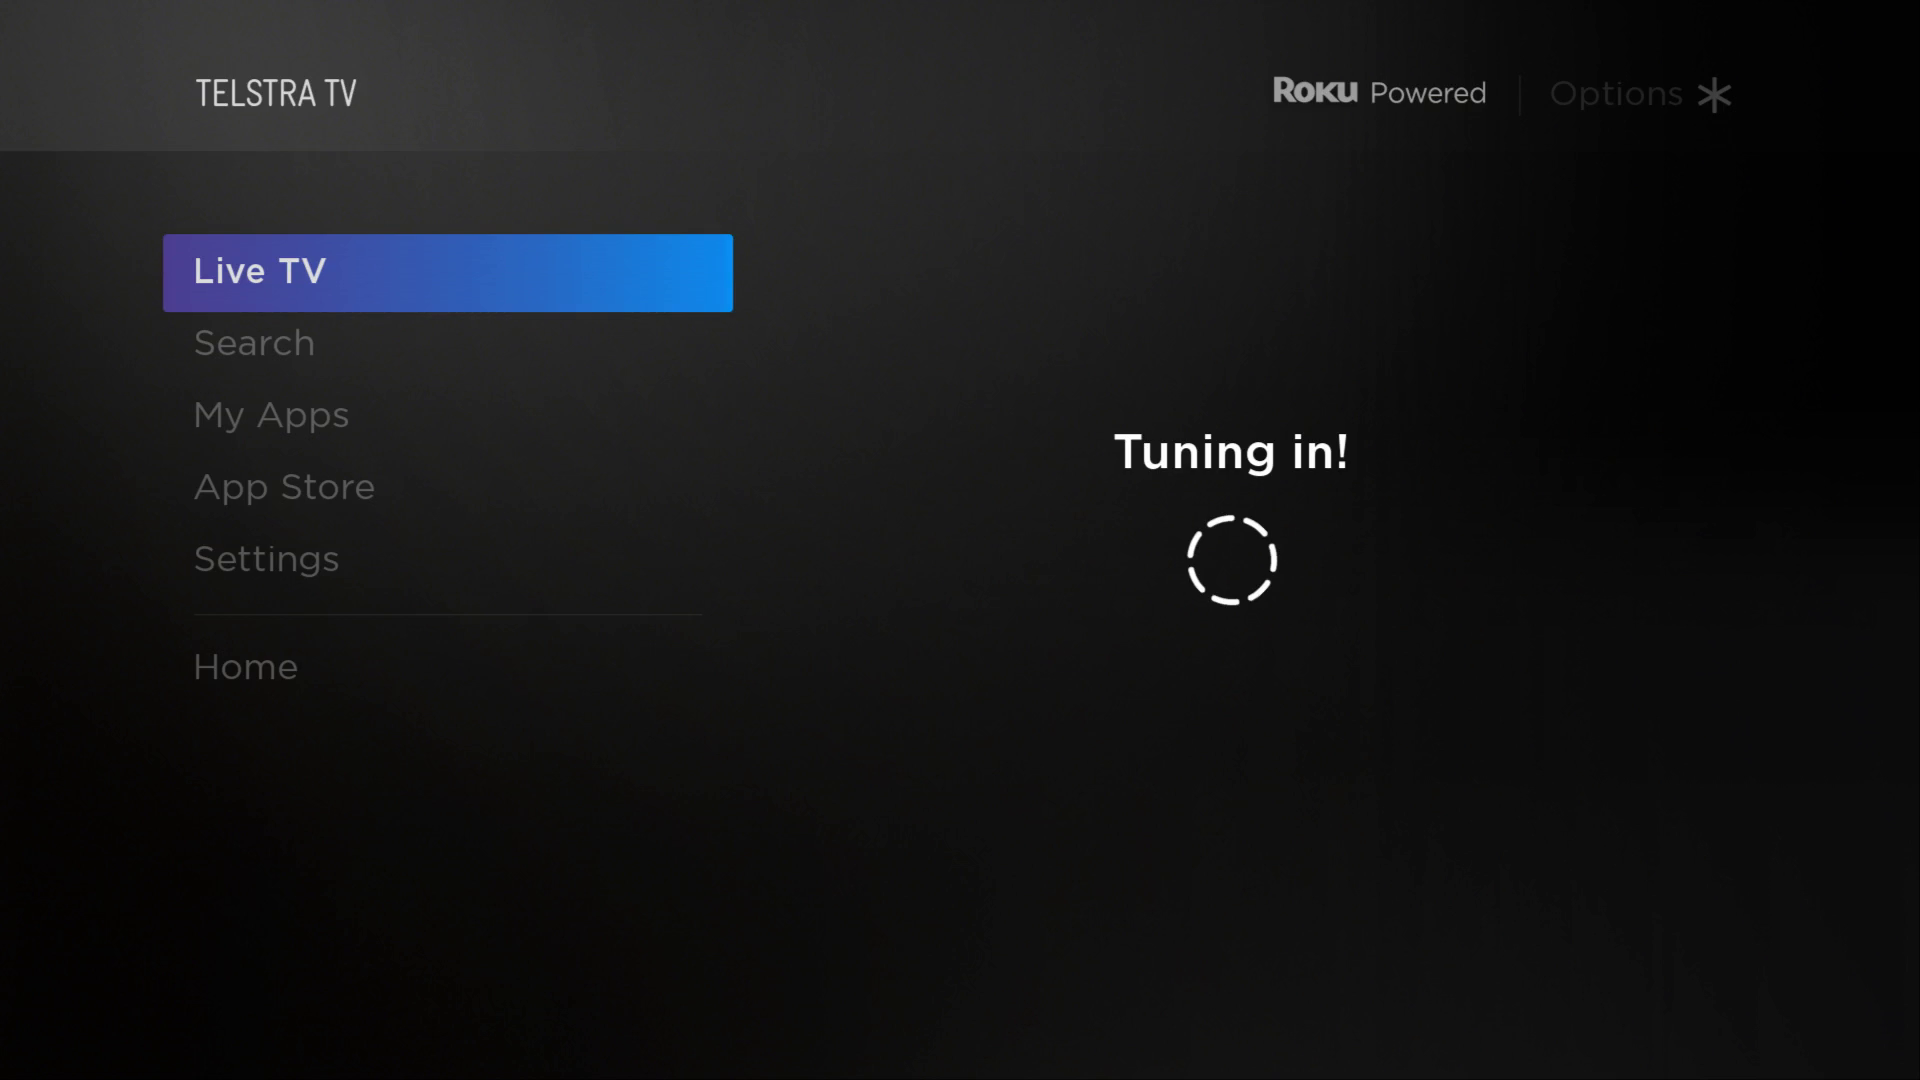 TELSTRA TV
Roku Powered
Options
Live TV
Search
My Apps
App Store
Settings
Home
Tuning in!